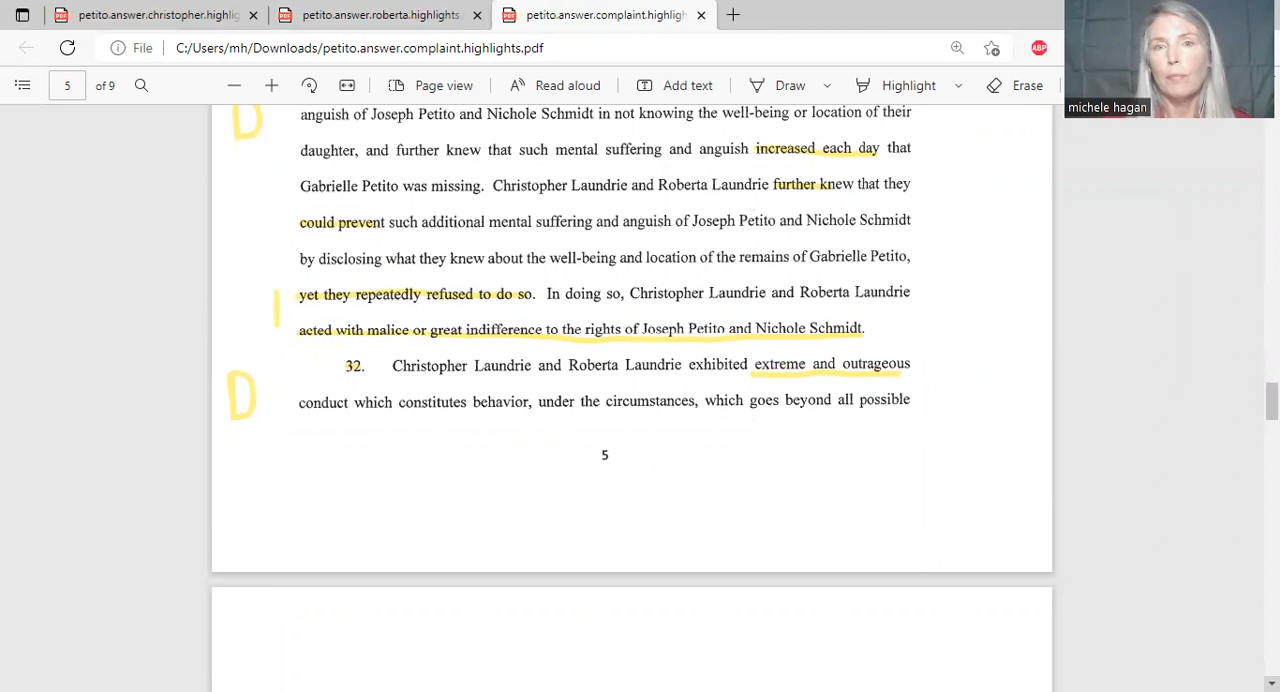 petito.answer.christopher.highlig
petito.answer.roberta.highlights
petito.answer.complaint.highligh
File
C:/Users/mh/Downloads/petito.answer.complaint.highlights.pdf
ABP
5 of 9
Page view
Read aloud
Add text
Draw
Highlight
Erase
michele hagan
D
anguish of Joseph Petito and Nichole Schmidt in not knowing the well-being or location of their
daughter, and further knew that such mental suffering and anguish increased each day that
Gabrielle Petito was missing. Christopher Laundrie and Roberta Laundrie further knew that they
could prevent such additional mental suffering and anguish of Joseph Petito and Nichole Schmidt
by disclosing what they knew about the well-being and location of the remains of Gabrielle Petito,
yet they repeatedly refused to do so. In doing so, Christopher Laundrie and Roberta Laundrie
acted with malice or great indifference to the rights of Joseph Petito and Nichole Schmidt.
32. Christopher Laundrie and Roberta Laundrie exhibited extreme and outrageous
D
conduct which constitutes behavior, under the circumstances, which goes beyond all possible
5